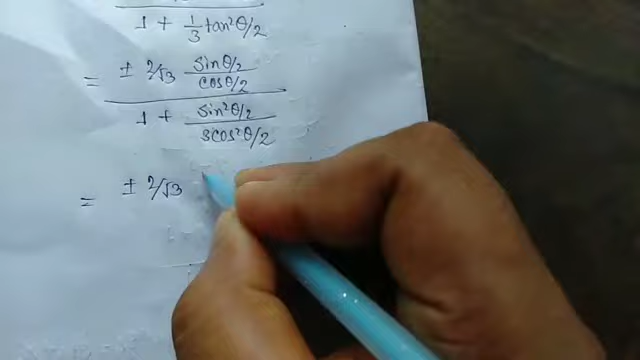 1 + 1/3 tan²θ/2
= ± 2/√3 sinθ/2 / cosθ/2
1 + sin²θ/2 / 3cos²θ/2
= ± 2/√3